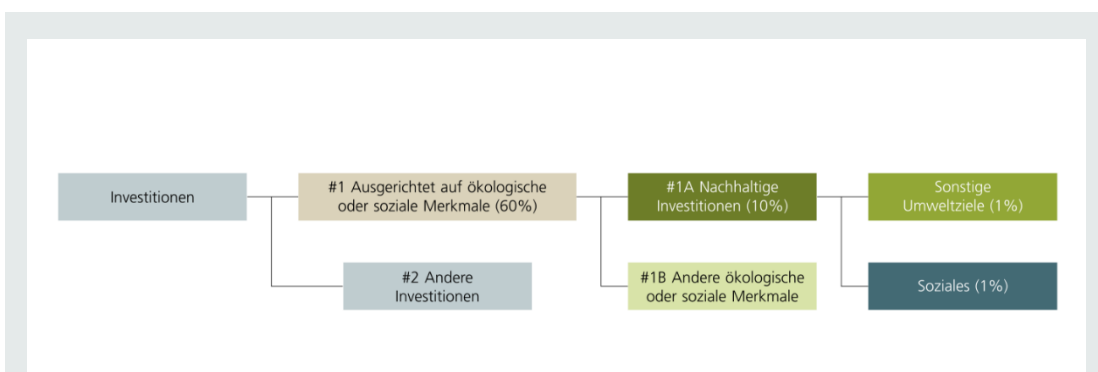 Investitionen
#1 Ausgerichtet auf ökologische
oder soziale Merkmale (60%)
#1A Nachhaltige
Investitionen (10%)
Sonstige
Umweltziele (1%)
#2 Andere
Investitionen
#1B Andere ökologische
oder soziale Merkmale
Soziales (1%)